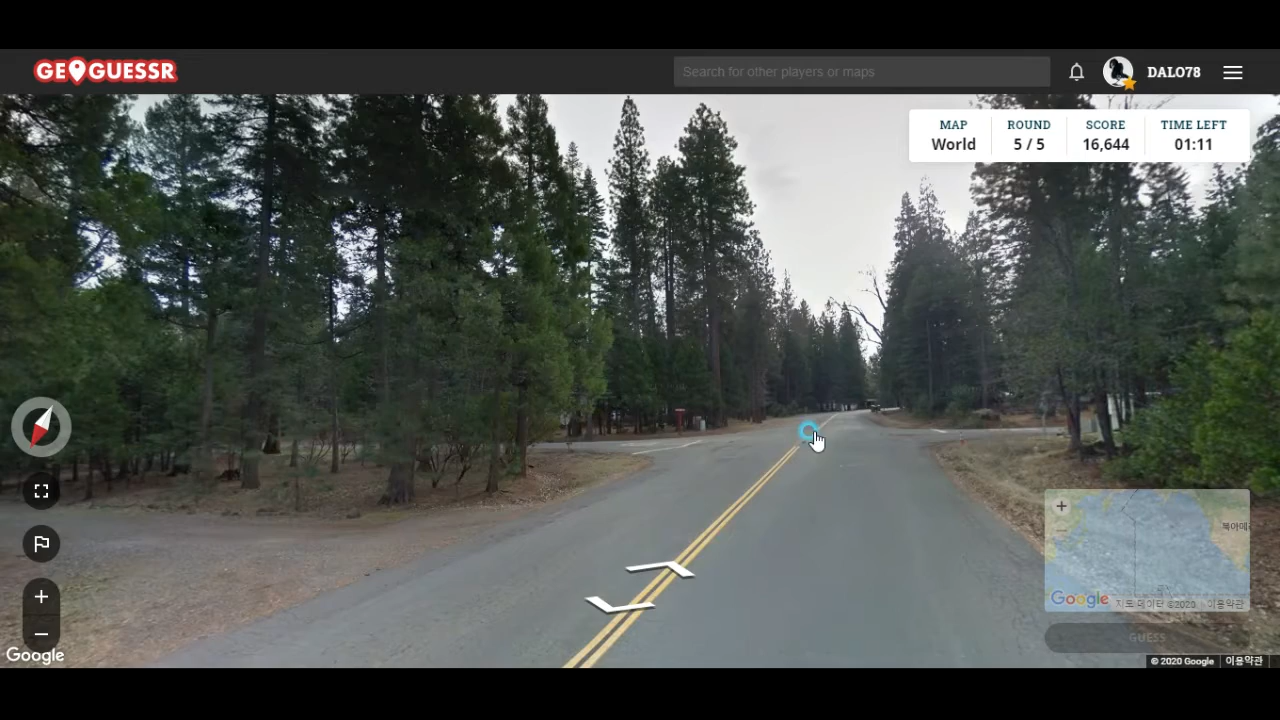 GEOGUESSR
Search for other players or maps
DALO78
MAP
World
ROUND
5 / 5
SCORE
16,644
TIME LEFT
01:11
+
−
Google
+
북아메
Google
지도 데이터 ©2020
이용약관
GUESS
© 2020 Google
이용약관